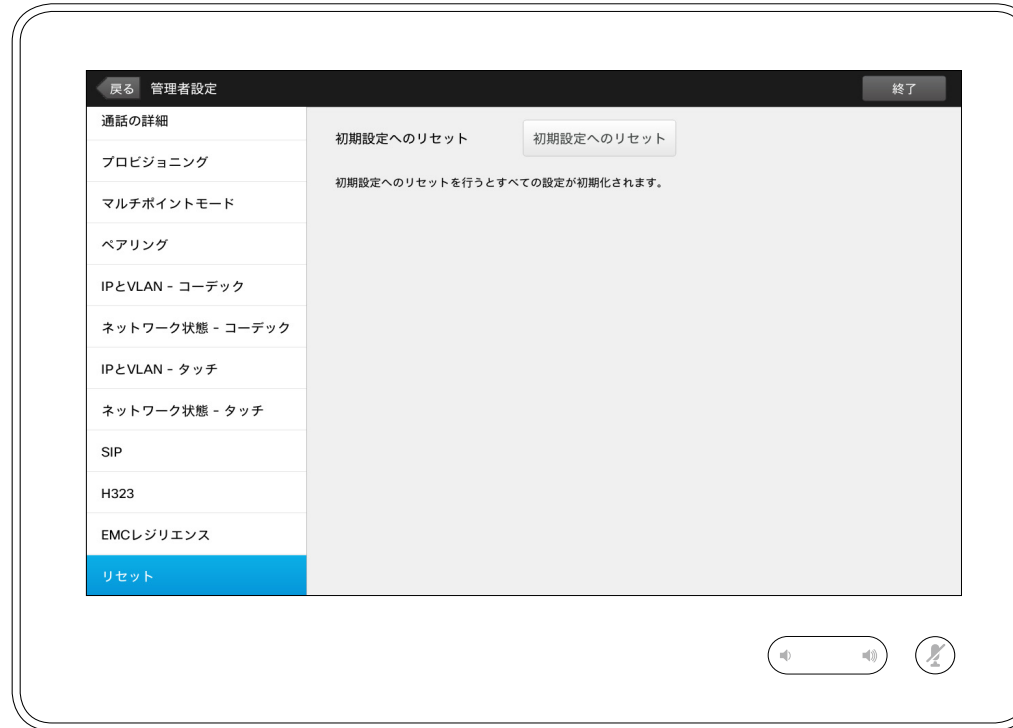 戻る 管理者設定 終了
通話の詳細
プロビジョニング
マルチポイントモード
ペアリング
IPとVLAN - コーデック
ネットワーク状態 - コーデック
IPとVLAN - タッチ
ネットワーク状態 - タッチ
SIP
H323
EMCレジリエンス
リセット
初期設定へのリセット 初期設定へのリセット
初期設定へのリセットを行うとすべての設定が初期化されます。